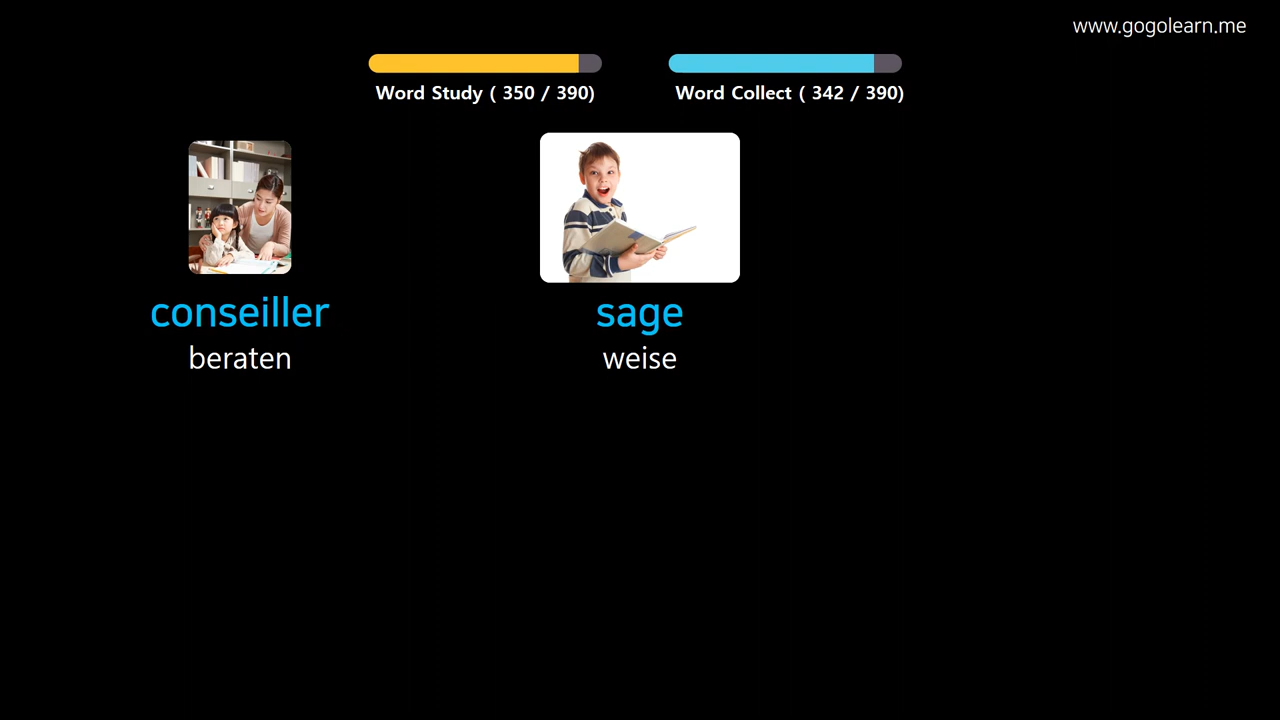 www.gogolearn.me
Word Study ( 350 / 390)
Word Collect ( 342 / 390)
conseiller
beraten
sage
weise